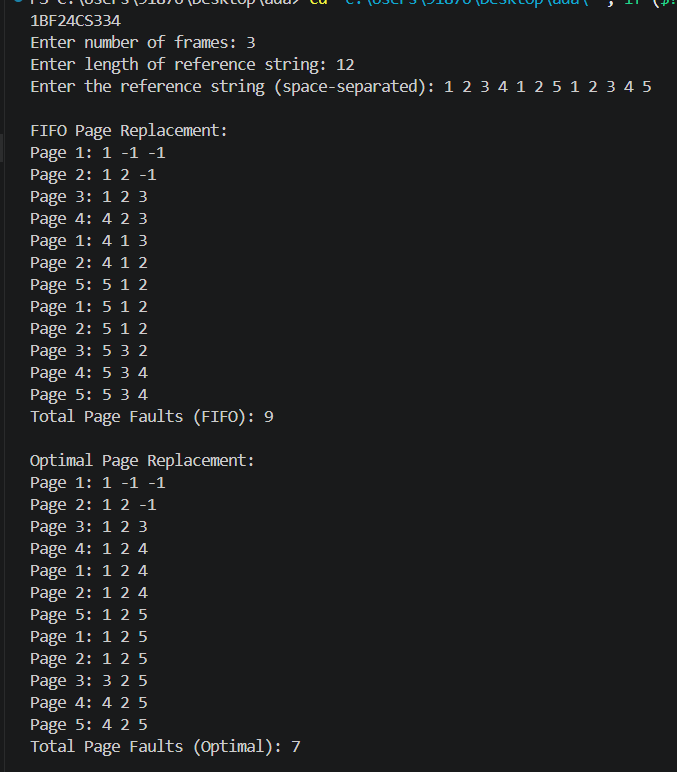 1BF24CS334
Enter number of frames: 3
Enter length of reference string: 12
Enter the reference string (space-separated): 1 2 3 4 1 2 5 1 2 3 4 5
FIFO Page Replacement:
Page 1: 1 -1 -1
Page 2: 1 2 -1
Page 3: 1 2 3
Page 4: 4 2 3
Page 1: 4 1 3
Page 2: 4 1 2
Page 5: 5 1 2
Page 1: 5 1 2
Page 2: 5 1 2
Page 3: 5 3 2
Page 4: 5 3 4
Page 5: 5 3 4
Total Page Faults (FIFO): 9
Optimal Page Replacement:
Page 1: 1 -1 -1
Page 2: 1 2 -1
Page 3: 1 2 3
Page 4: 1 2 4
Page 1: 1 2 4
Page 2: 1 2 4
Page 5: 1 2 5
Page 1: 1 2 5
Page 2: 1 2 5
Page 3: 3 2 5
Page 4: 4 2 5
Page 5: 4 2 5
Total Page Faults (Optimal): 7